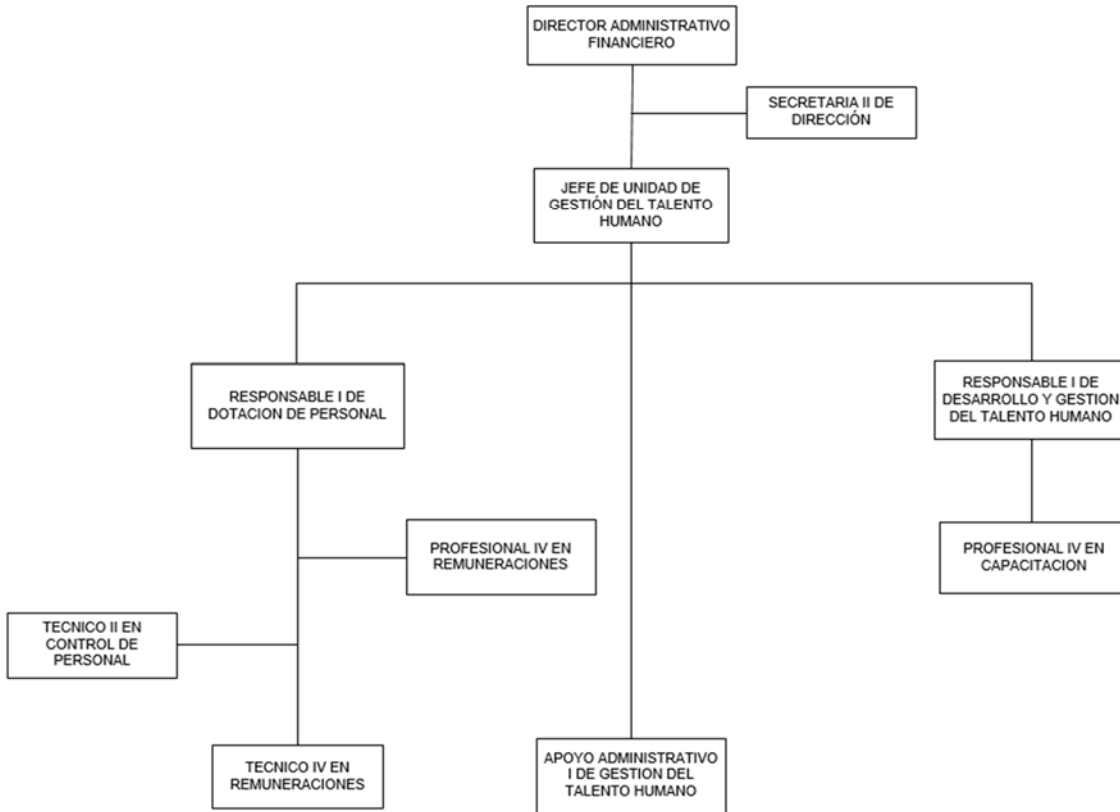 DIRECTOR ADMINISTRATIVO
FINANCIERO
SECRETARIA II DE
DIRECCIÓN
JEFE DE UNIDAD DE
GESTIÓN DEL TALENTO
HUMANO
RESPONSABLE I DE
DOTACION DE PERSONAL
RESPONSABLE I DE
DESARROLLO Y GESTION
DEL TALENTO HUMANO
PROFESIONAL IV EN
REMUNERACIONES
PROFESIONAL IV EN
CAPACITACION
TECNICO II EN
CONTROL DE
PERSONAL
TECNICO IV EN
REMUNERACIONES
APOYO ADMINISTRATIVO
I DE GESTION DEL
TALENTO HUMANO